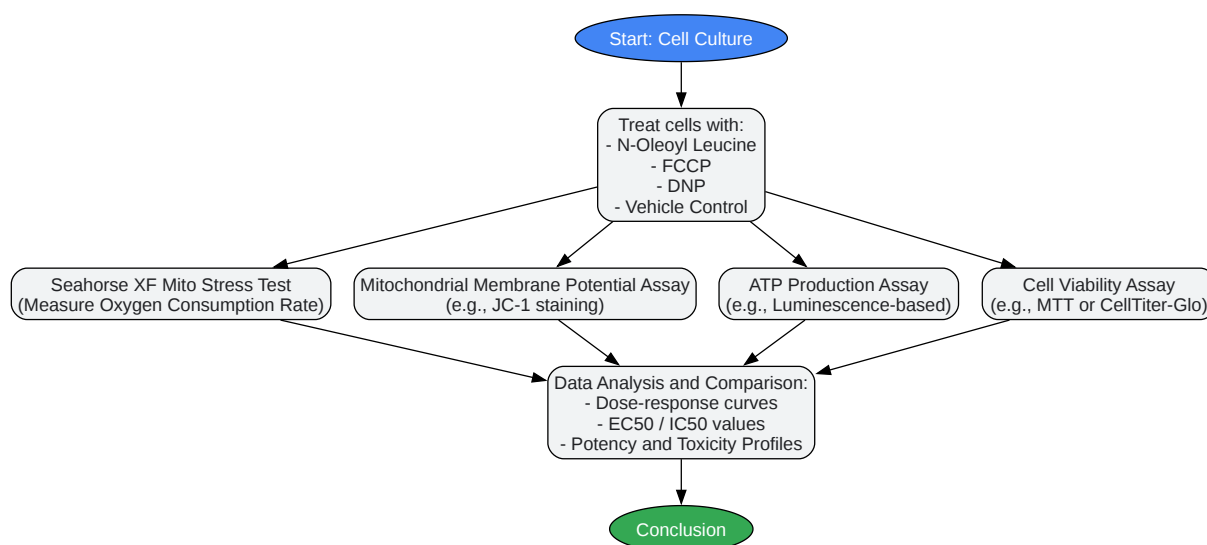 Start: Cell Culture
Treat cells with:
- N-Oleoyl Leucine
- FCCP
- DNP
- Vehicle Control
Seahorse XF Mito Stress Test
(Measure Oxygen Consumption Rate)
Mitochondrial Membrane Potential Assay
(e.g., JC-1 staining)
ATP Production Assay
(e.g., Luminescence-based)
Cell Viability Assay
(e.g., MTT or CellTiter-Glo)
Data Analysis and Comparison:
- Dose-response curves
- EC50 / IC50 values
- Potency and Toxicity Profiles
Conclusion